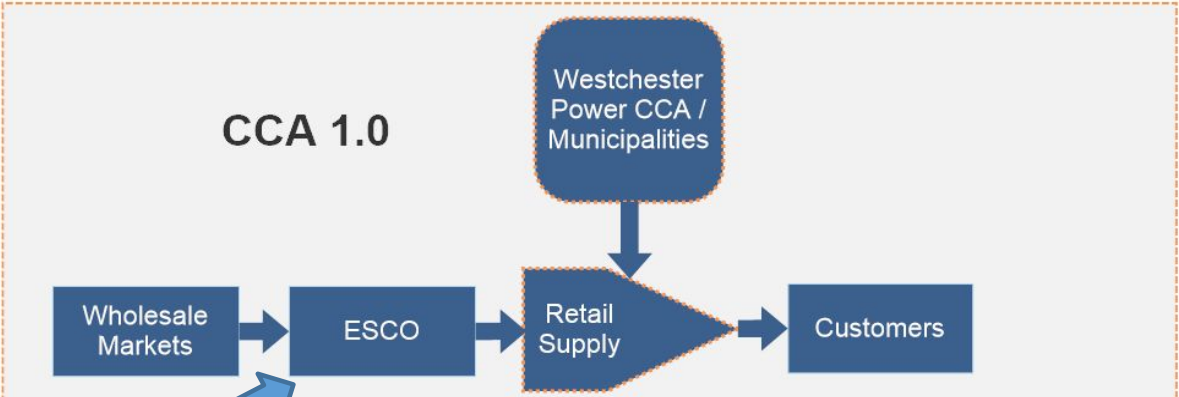 Westchester
Power CCA /
Municipalities
CCA 1.0
Wholesale
Markets
ESCO
Retail
Supply
Customers